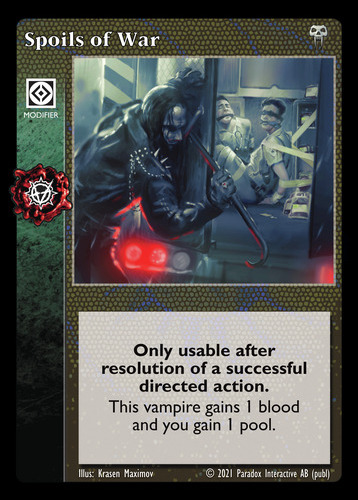 Spoils of War
MODIFIER
Only usable after
resolution of a successful
directed action.
This vampire gains 1 blood
and you gain 1 pool.
Illus: Krasen Maximov
© 2021 Paradox Interactive AB (publ)